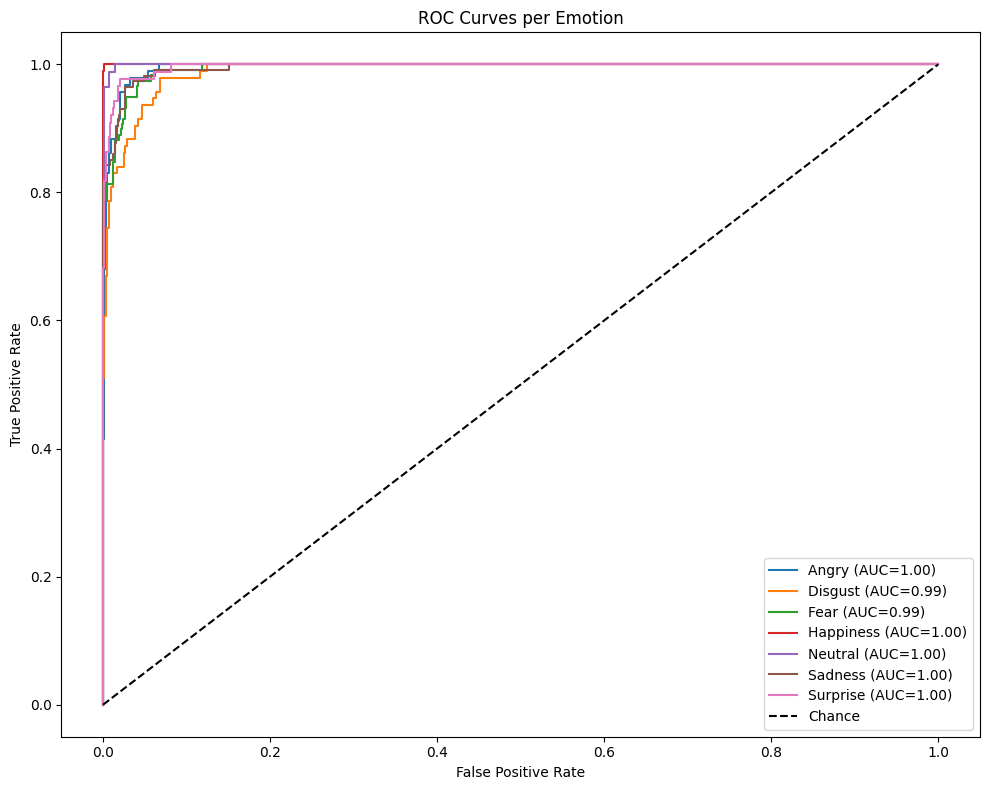 ROC Curves per Emotion
True Positive Rate
1.0
0.8
0.6
0.4
0.2
0.0
0.0 0.2 0.4 0.6 0.8 1.0
False Positive Rate
Angry (AUC=1.00)
Disgust (AUC=0.99)
Fear (AUC=0.99)
Happiness (AUC=1.00)
Neutral (AUC=1.00)
Sadness (AUC=1.00)
Surprise (AUC=1.00)
Chance